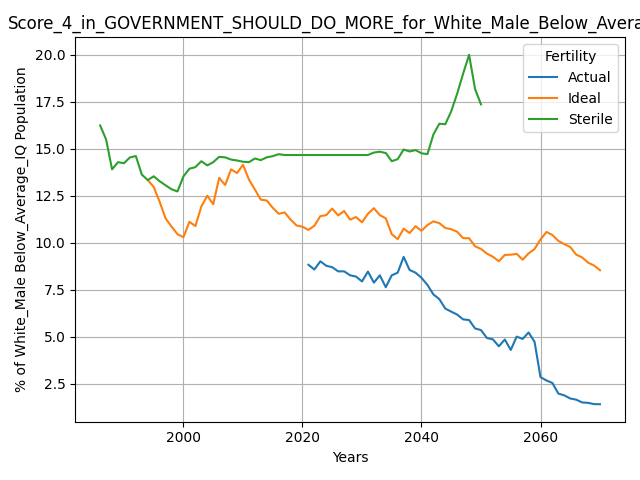 Score_4_in_GOVERNMENT_SHOULD_DO_MORE_for_White_Male_Below_Avera
% of White_Male Below_Average_IQ Population
20.0
17.5
15.0
12.5
10.0
7.5
5.0
2.5
Fertility
Actual
Ideal
Sterile
2000
2020
2040
2060
Years